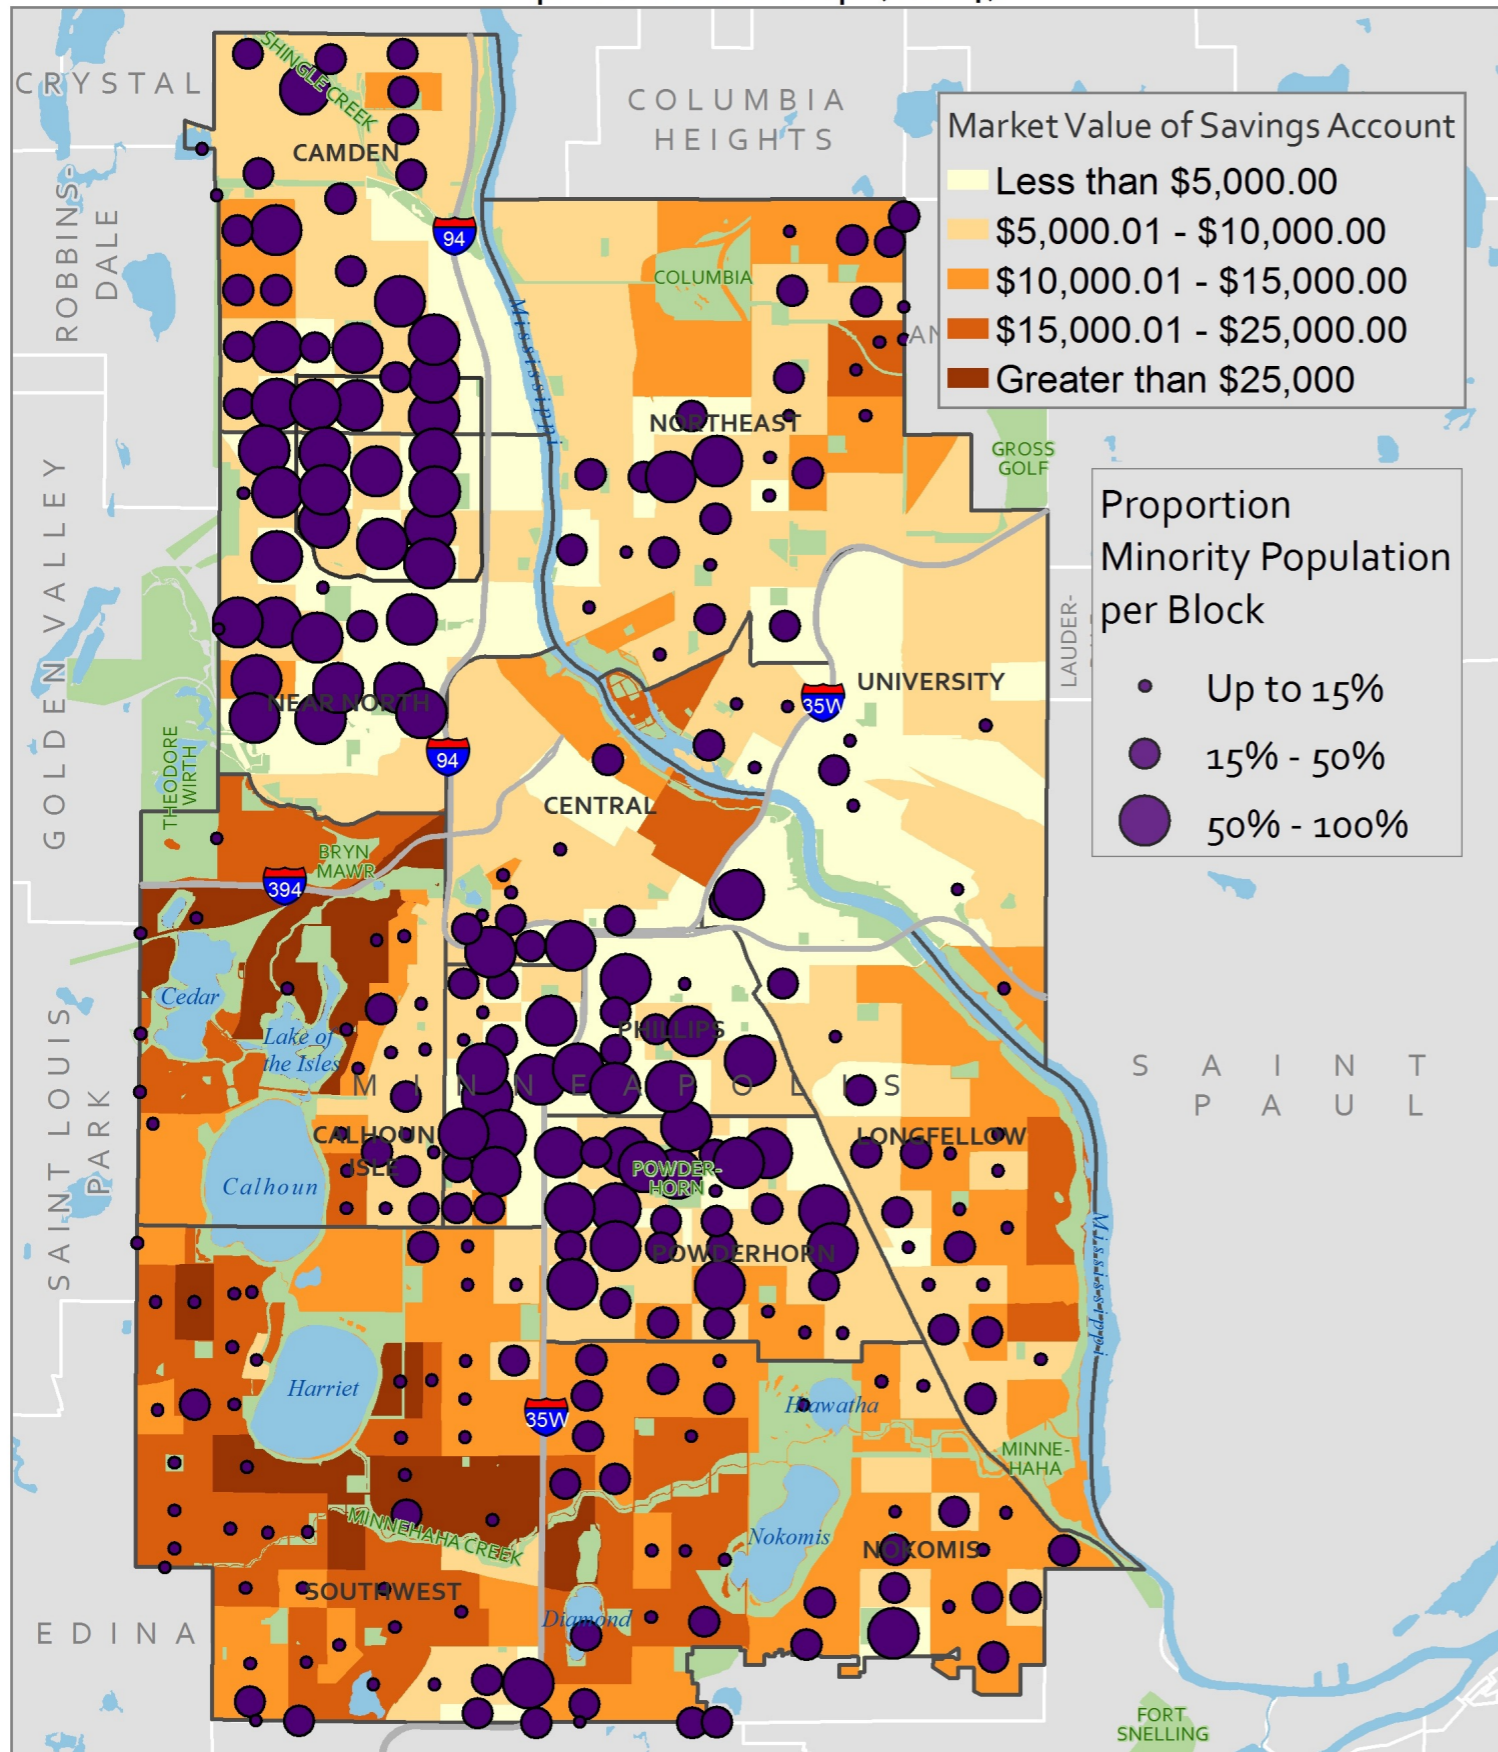 CRYSTAL
SHINGLE CREEK
COLUMBIA
HEIGHTS
CAMDEN
ROBBINS-
DALE
94
Market Value of Savings Account
Less than $5,000.00
$5,000.01 - $10,000.00
$10,000.01 - $15,000.00
$15,000.01 - $25,000.00
Greater than $25,000
COLUMBIA
Mississippi
AN
NORTHEAST
GROSS
GOLF
GOLDEN VALLEY
Proportion
Minority Population
per Block
Up to 15%
15% - 50%
50% - 100%
LAUDER-
UNIVERSITY
35W
NEAR NORTH
94
THEODORE
WIRTH
CENTRAL
BRYN
MAWR
394
Cedar
Lake of
the Isles
PHILLIPS
MINNEAPOLIS
SAINT
PAUL
SAINT LOUIS
PARK
CALHOUN
ISLE
LONGFELLOW
Calhoun
POWDER-
HORN
POWDERHORN
Mississippi
Harriet
35W
Hiawatha
MINNE-
HAHA
MINNEHAHA CREEK
Nokomis
NOKOMIS
SOUTHWEST
Diamond
EDINA
FORT
SNELLING